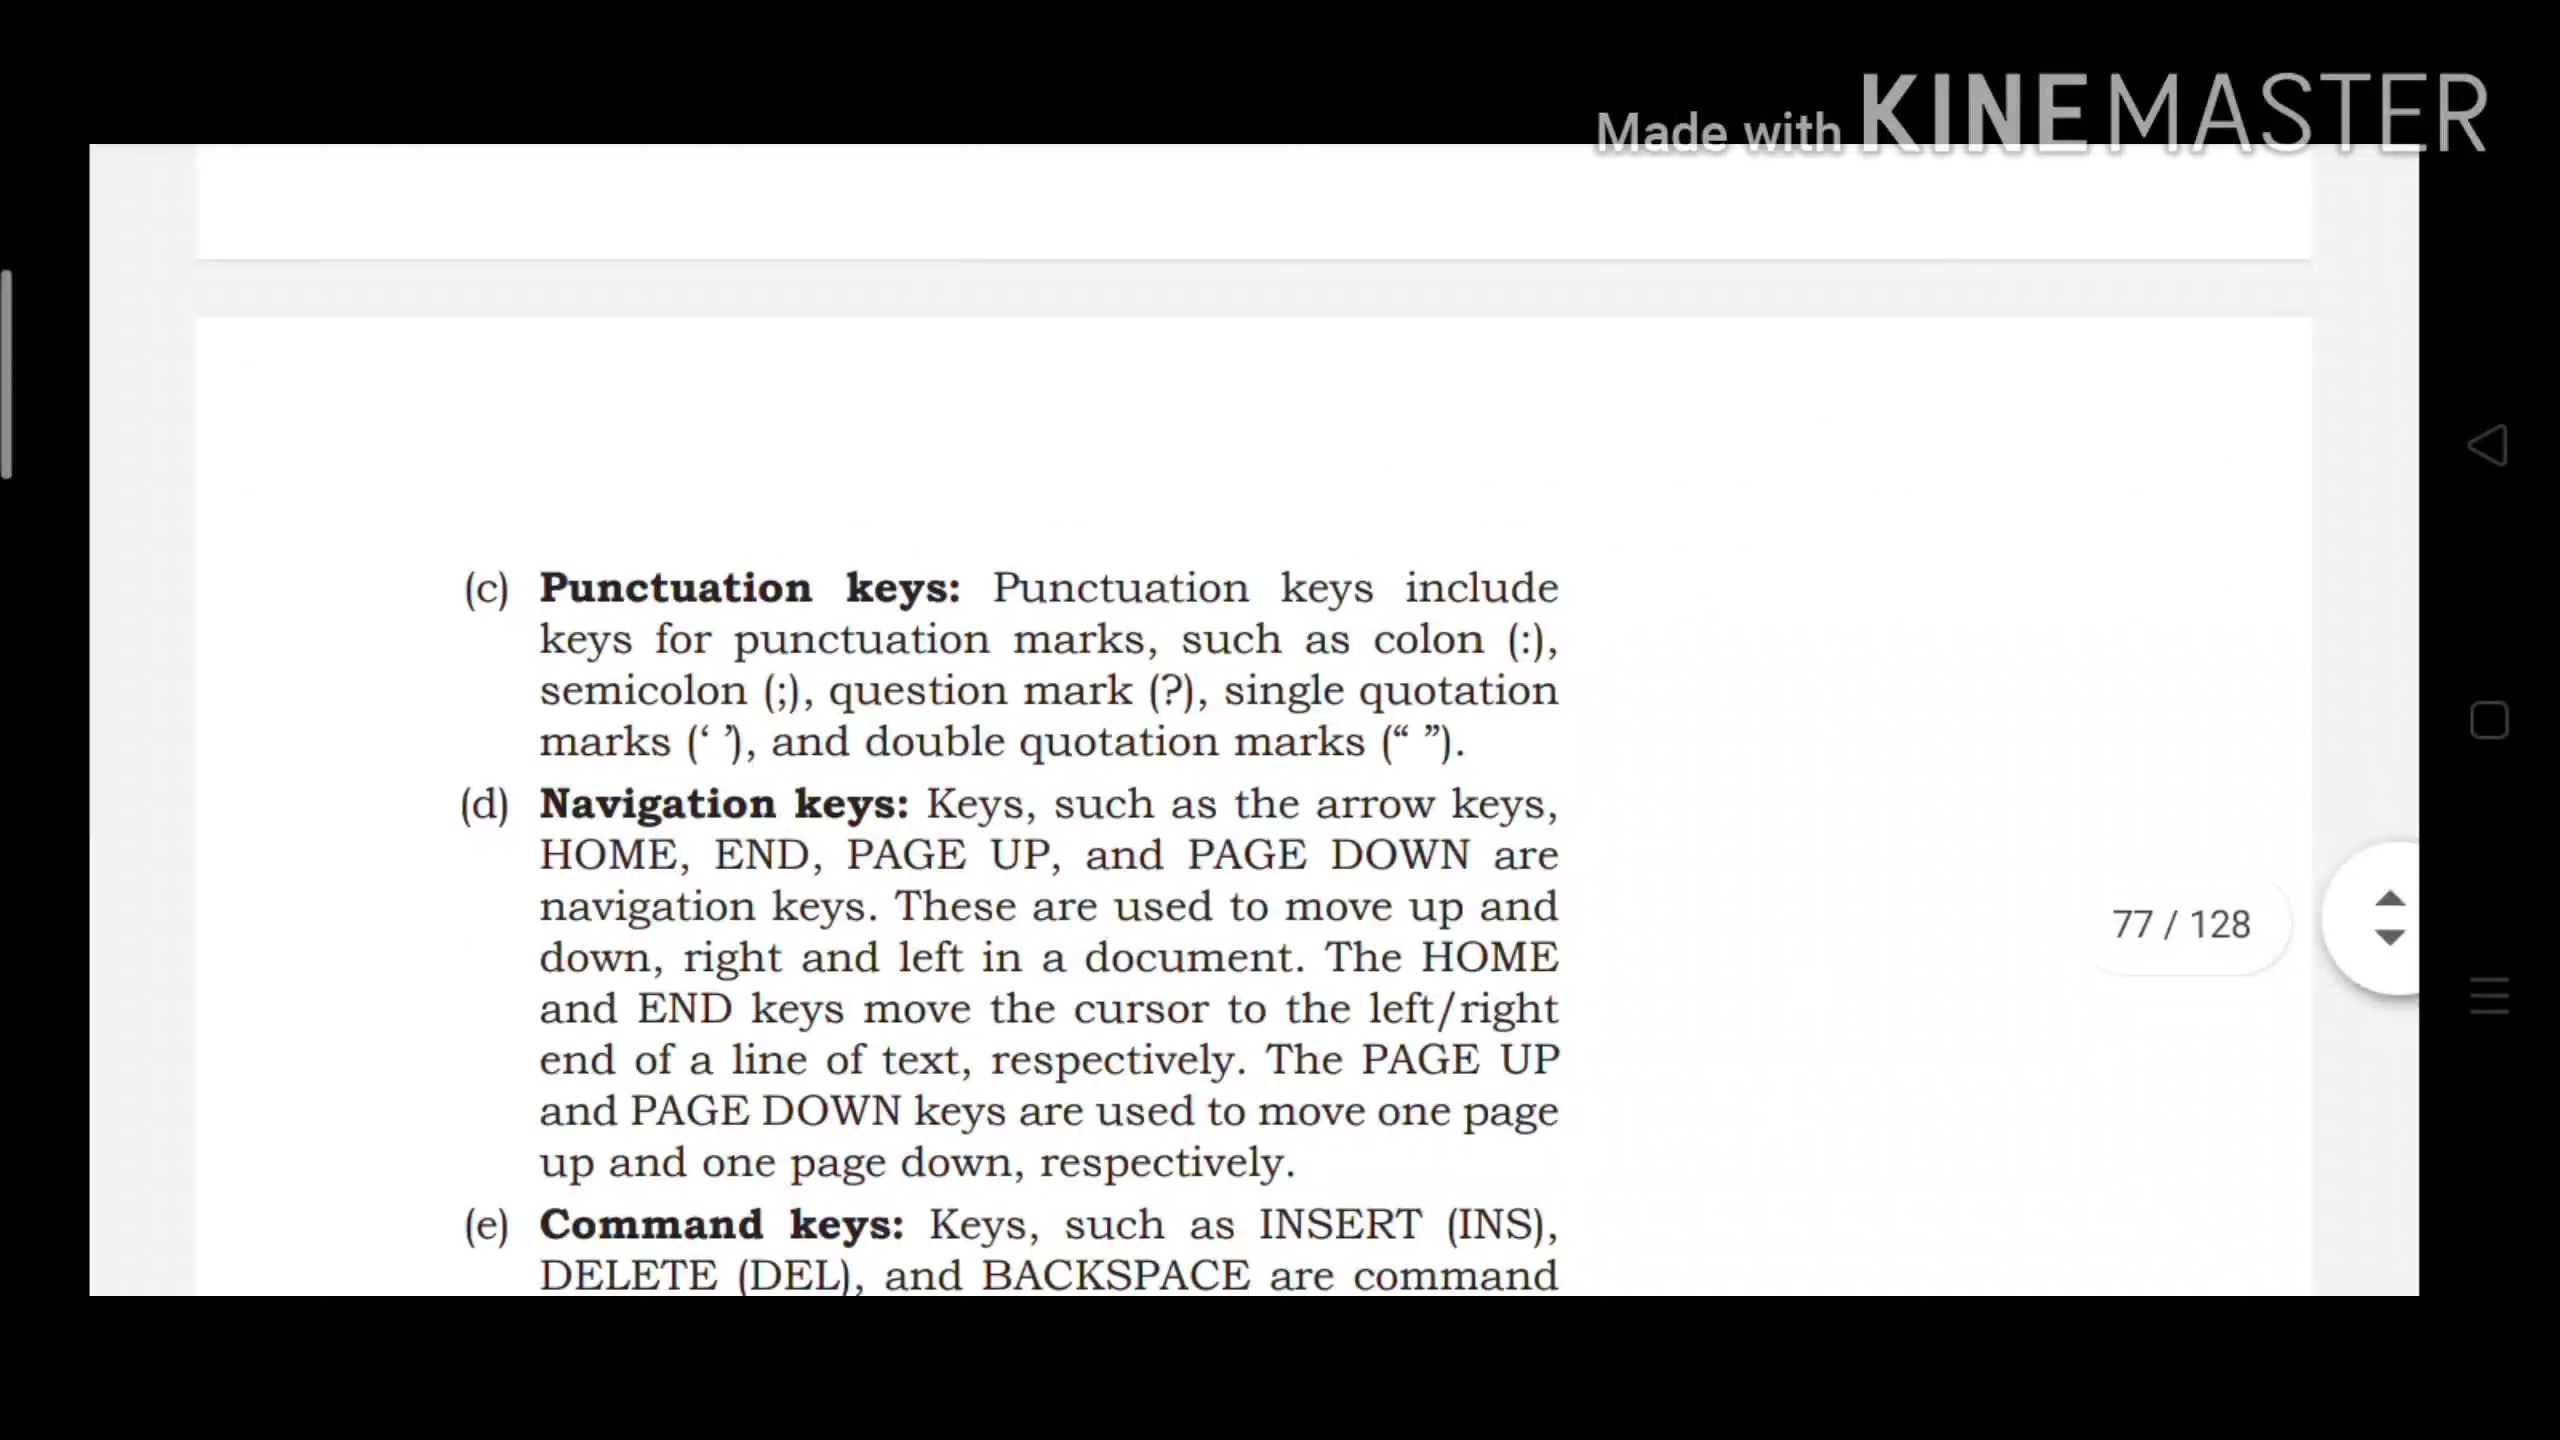 Made with KINEMASTER
(c) Punctuation keys: Punctuation keys include
keys for punctuation marks, such as colon (:),
semicolon (;), question mark (?), single quotation
marks (‘ ’), and double quotation marks (“ ”).
(d) Navigation keys: Keys, such as the arrow keys,
HOME, END, PAGE UP, and PAGE DOWN are
navigation keys. These are used to move up and
down, right and left in a document. The HOME
and END keys move the cursor to the left/right
end of a line of text, respectively. The PAGE UP
and PAGE DOWN keys are used to move one page
up and one page down, respectively.
(e) Command keys: Keys, such as INSERT (INS),
DELETE (DEL), and BACKSPACE are command
77 / 128